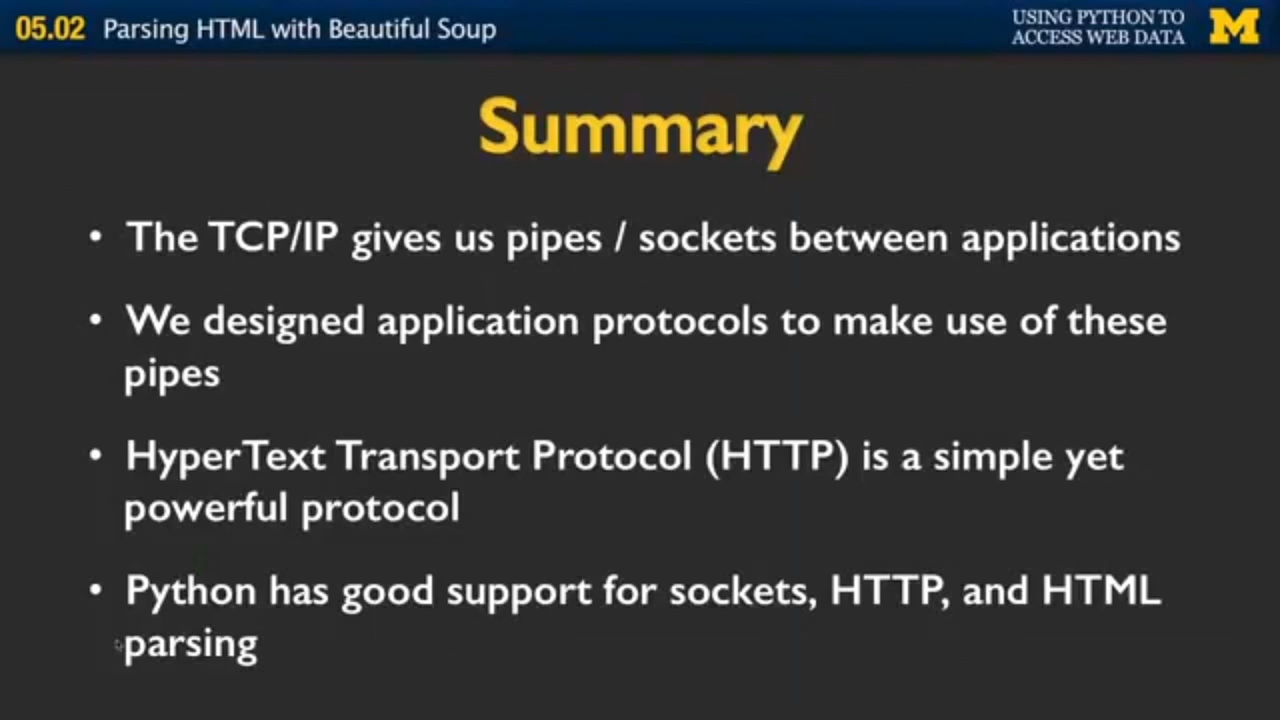 05.02 Parsing HTML with Beautiful Soup
USING PYTHON TO
ACCESS WEB DATA
M
Summary
• The TCP/IP gives us pipes / sockets between applications
• We designed application protocols to make use of these
pipes
• HyperText Transport Protocol (HTTP) is a simple yet
powerful protocol
• Python has good support for sockets, HTTP, and HTML
parsing